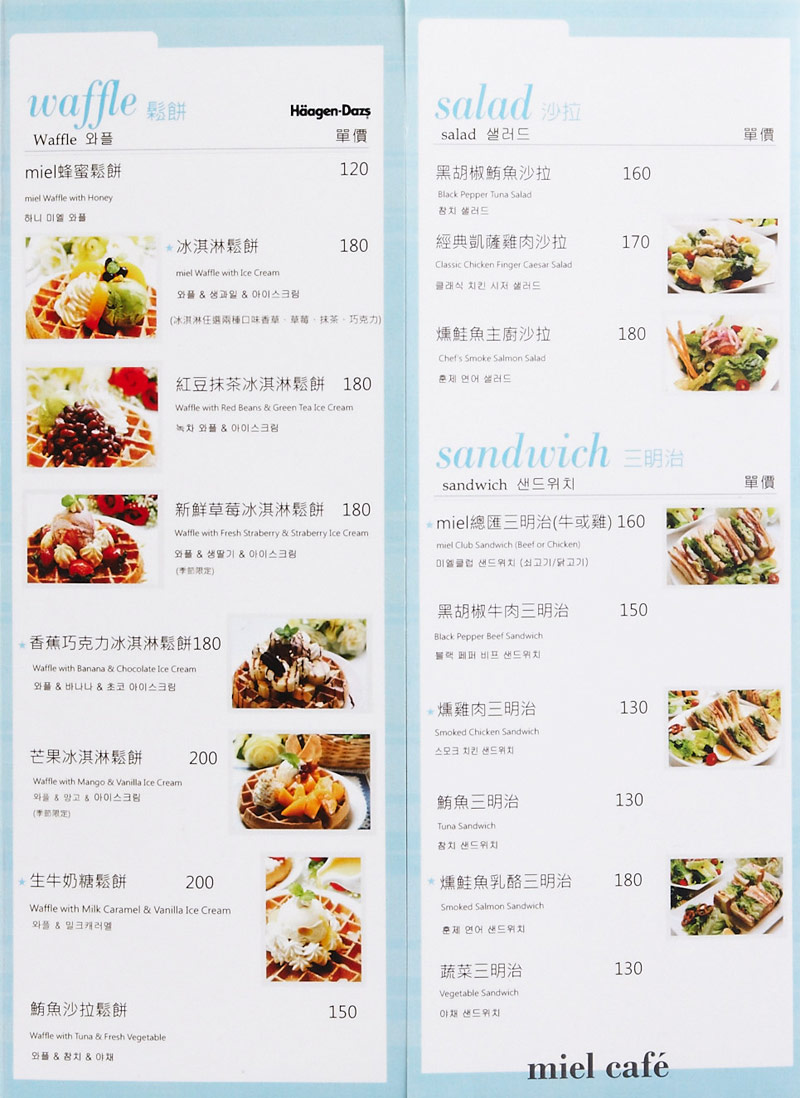 waffle 鬆餅
Häagen-Dazs
Waffle 와플 單價
miel蜂蜜鬆餅 120
miel Waffle with Honey
하니 미엘 와플
★冰淇淋鬆餅 180
miel Waffle with Ice Cream
와플 & 생과일 & 아이스크림
(冰淇淋任選兩種口味香草、草莓、抹茶、巧克力)
紅豆抹茶冰淇淋鬆餅 180
Waffle with Red Beans & Green Tea Ice Cream
녹차 와플 & 아이스크림
新鮮草莓冰淇淋鬆餅 180
Waffle with Fresh Straberry & Straberry Ice Cream
와플 & 생딸기 & 아이스크림
(季節限定)
★香蕉巧克力冰淇淋鬆餅180
Waffle with Banana & Chocolate Ice Cream
와플 & 바나나 & 초코 아이스크림
芒果冰淇淋鬆餅 200
Waffle with Mango & Vanilla Ice Cream
와플 & 망고 & 아이스크림
(季節限定)
★生牛奶糖鬆餅 200
Waffle with Milk Caramel & Vanilla Ice Cream
와플 & 밀크캐러멜
鮪魚沙拉鬆餅 150
Waffle with Tuna & Fresh Vegetable
와플 & 참치 & 야채
salad 沙拉
salad 샐러드 單價
黑胡椒鮪魚沙拉 160
Black Pepper Tuna Salad
참치 샐러드
經典凱薩雞肉沙拉 170
Classic Chicken Finger Caesar Salad
클래식 치킨 시저 샐러드
燻鮭魚主廚沙拉 180
Chef's Smoke Salmon Salad
훈제 연어 샐러드
sandwich 三明治
sandwich 샌드위치 單價
★miel總匯三明治(牛或雞) 160
miel Club Sandwich (Beef or Chicken)
미엘클럽 샌드위치 (쇠고기/닭고기)
黑胡椒牛肉三明治 150
Black Pepper Beef Sandwich
블랙 페퍼 비프 샌드위치
★燻雞肉三明治 130
Smoked Chicken Sandwich
스모크 치킨 샌드위치
鮪魚三明治 130
Tuna Sandwich
참치 샌드위치
★燻鮭魚乳酪三明治 180
Smoked Salmon Sandwich
훈제 연어 샌드위치
蔬菜三明治 130
Vegetable Sandwich
야채 샌드위치
miel café